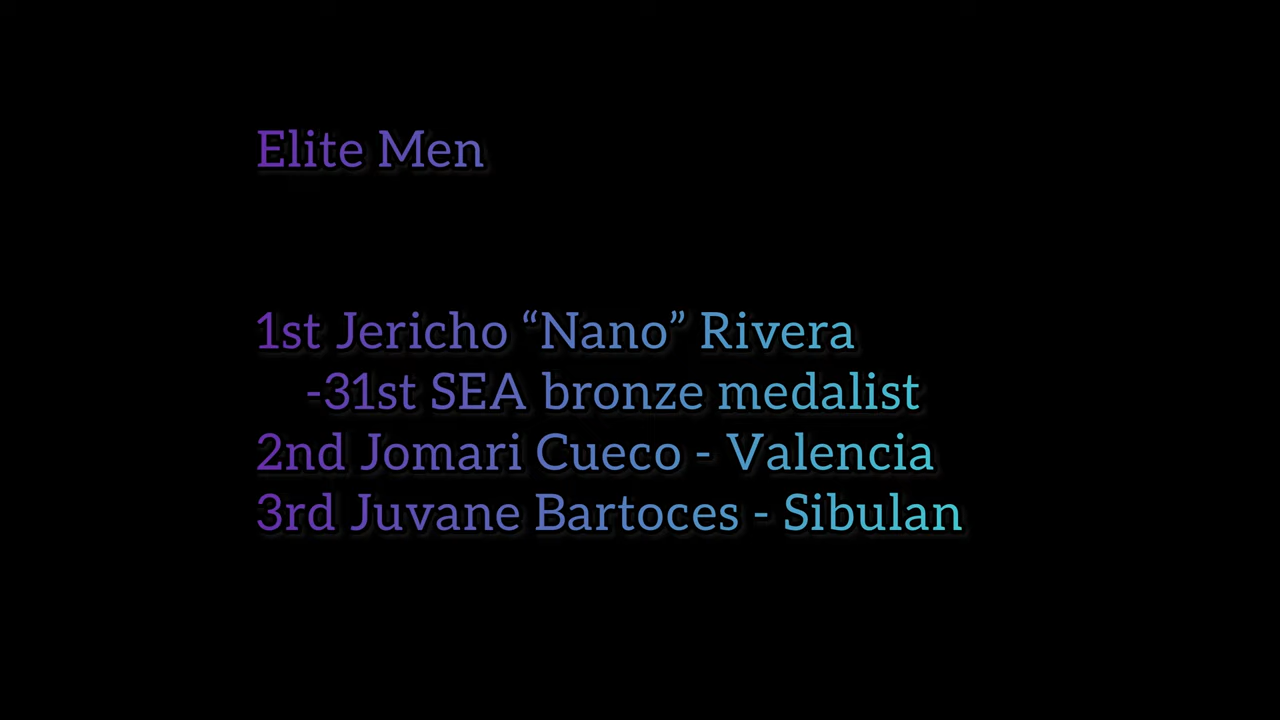 Elite Men
1st Jericho “Nano” Rivera
-31st SEA bronze medalist
2nd Jomari Cueco - Valencia
3rd Juvane Bartoces - Sibulan